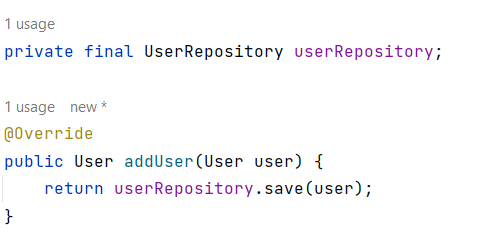 1 usage
private final UserRepository userRepository;
1 usage new *
@Override
public User addUser(User user) {
    return userRepository.save(user);
}